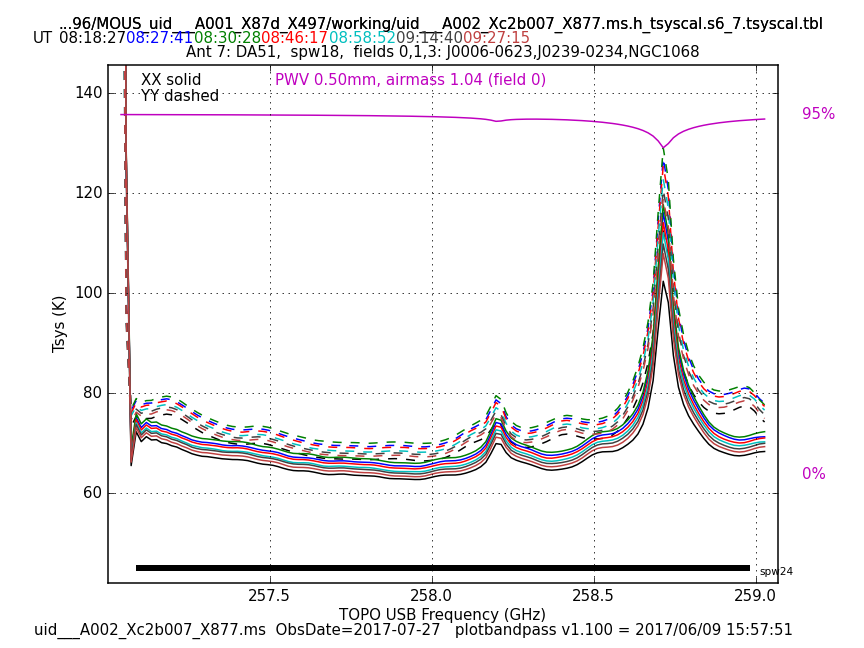 ...96/MOUS_uid___A001_X87d_X497/working/uid___A002_Xc2b007_X877.ms.h_tsyscal.s6_7.tsyscal.tbl
UT 08:18:27 08:27:41 08:30:28 08:46:17 08:58:52 09:14:40 09:27:15
Ant 7: DA51, spw18, fields 0,1,3: J0006-0623,J0239-0234,NGC1068
XX solid
PWV 0.50mm, airmass 1.04 (field 0)
YY dashed
140
95%
120
100
Tsys (K)
80
0%
60
spw24
257.5 258.0 258.5 259.0
TOPO USB Frequency (GHz)
uid___A002_Xc2b007_X877.ms ObsDate=2017-07-27 plotbandpass v1.100 = 2017/06/09 15:57:51